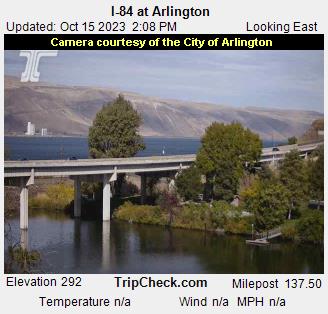 I-84 at Arlington
Updated: Oct 15 2023 2:08 PM Looking East
Camera courtesy of the City of Arlington
Elevation 292 TripCheck.com Milepost 137.50
Temperature n/a Wind n/a MPH n/a